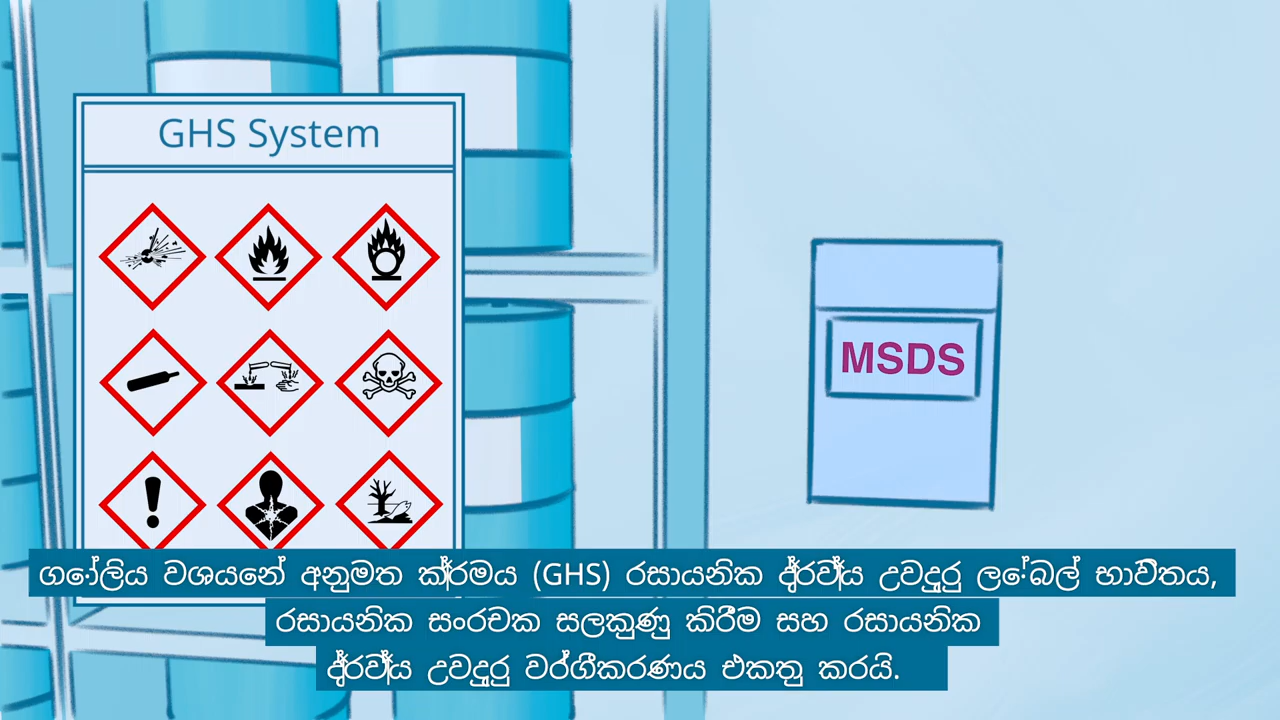 GHS System
MSDS
ගෝලිය වශයනේ අනුමත ක්රමය (GHS) රසායනික ද්රව්ය උවදුරු ලේබල් භාවිතය,
රසායනික සංරචක සලකුණු කිරීම සහ රසායනික
ද්රව්ය උවදුරු වර්ගීකරණය එකතු කරයි.